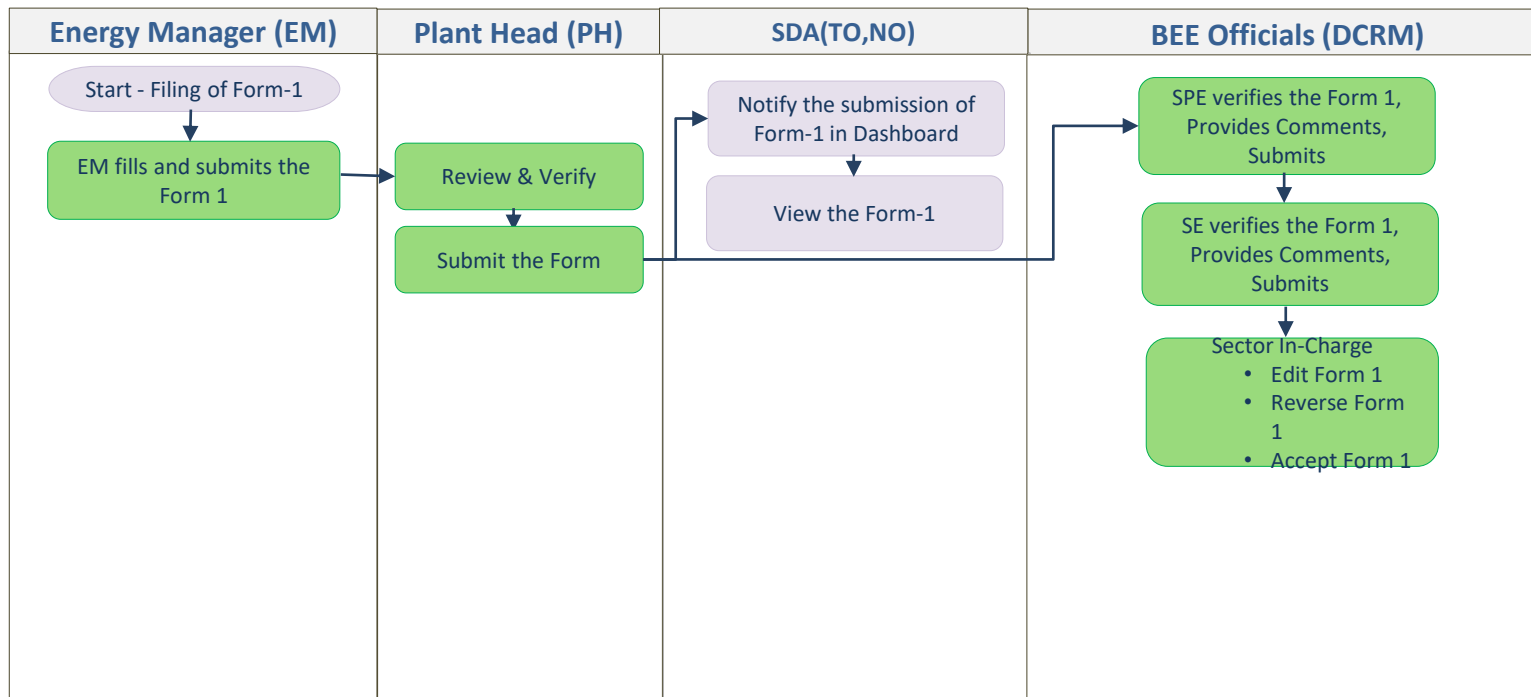 Energy Manager (EM)
Plant Head (PH)
SDA(TO,NO)
BEE Officials (DCRM)
Start - Filing of Form-1
EM fills and submits the
Form 1
Review & Verify
Submit the Form
Notify the submission of
Form-1 in Dashboard
View the Form-1
SPE verifies the Form 1,
Provides Comments,
Submits
SE verifies the Form 1,
Provides Comments,
Submits
Sector In-Charge
• Edit Form 1
• Reverse Form
1
• Accept Form 1